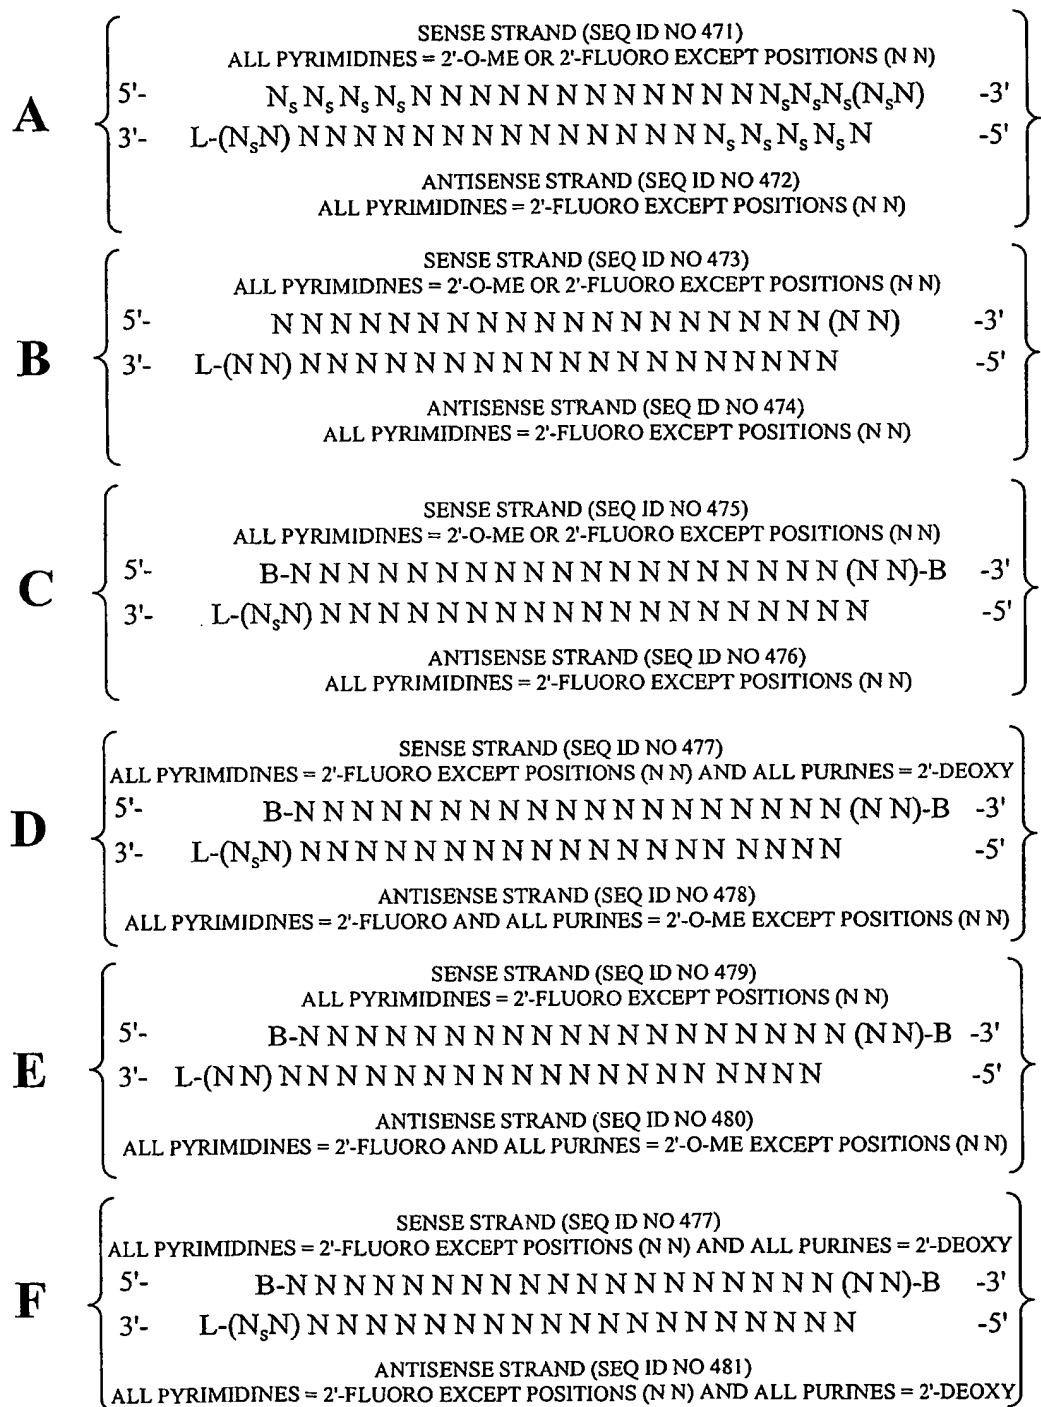 SENSE STRAND (SEQ ID NO 471)
ALL PYRIMIDINES = 2'-O-ME OR 2'-FLUORO EXCEPT POSITIONS (N N)
A
5'- NsNsNsNsN N N N N N N N N N N N NsNsNs(NsN) -3'
3'- L-(NsN) N N N N N N N N N N N N N N Ns Ns Ns Ns N -5'
ANTISENSE STRAND (SEQ ID NO 472)
ALL PYRIMIDINES = 2'-FLUORO EXCEPT POSITIONS (N N)
SENSE STRAND (SEQ ID NO 473)
ALL PYRIMIDINES = 2'-O-ME OR 2'-FLUORO EXCEPT POSITIONS (N N)
B
5'- N N N N N N N N N N N N N N N N N N N (N N) -3'
3'- L-(N N) N N N N N N N N N N N N N N N N N N N -5'
ANTISENSE STRAND (SEQ ID NO 474)
ALL PYRIMIDINES = 2'-FLUORO EXCEPT POSITIONS (N N)
SENSE STRAND (SEQ ID NO 475)
ALL PYRIMIDINES = 2'-O-ME OR 2'-FLUORO EXCEPT POSITIONS (N N)
C
5'- B-N N N N N N N N N N N N N N N N N N N (N N)-B -3'
3'- L-(NsN) N N N N N N N N N N N N N N N N N N N -5'
ANTISENSE STRAND (SEQ ID NO 476)
ALL PYRIMIDINES = 2'-FLUORO EXCEPT POSITIONS (N N)
SENSE STRAND (SEQ ID NO 477)
ALL PYRIMIDINES = 2'-FLUORO EXCEPT POSITIONS (N N) AND ALL PURINES = 2'-DEOXY
D
5'- B-N N N N N N N N N N N N N N N N N N N (N N)-B -3'
3'- L-(NsN) N N N N N N N N N N N N N N N N N N N -5'
ANTISENSE STRAND (SEQ ID NO 478)
ALL PYRIMIDINES = 2'-FLUORO AND ALL PURINES = 2'-O-ME EXCEPT POSITIONS (N N)
SENSE STRAND (SEQ ID NO 479)
ALL PYRIMIDINES = 2'-FLUORO EXCEPT POSITIONS (N N)
E
5'- B-N N N N N N N N N N N N N N N N N N N (N N)-B -3'
3'- L-(N N) N N N N N N N N N N N N N N N N N N N -5'
ANTISENSE STRAND (SEQ ID NO 480)
ALL PYRIMIDINES = 2'-FLUORO AND ALL PURINES = 2'-O-ME EXCEPT POSITIONS (N N)
SENSE STRAND (SEQ ID NO 477)
ALL PYRIMIDINES = 2'-FLUORO EXCEPT POSITIONS (N N) AND ALL PURINES = 2'-DEOXY
F
5'- B-N N N N N N N N N N N N N N N N N N N (N N)-B -3'
3'- L-(NsN) N N N N N N N N N N N N N N N N N N N -5'
ANTISENSE STRAND (SEQ ID NO 481)
ALL PYRIMIDINES = 2'-FLUORO EXCEPT POSITIONS (N N) AND ALL PURINES = 2'-DEOXY